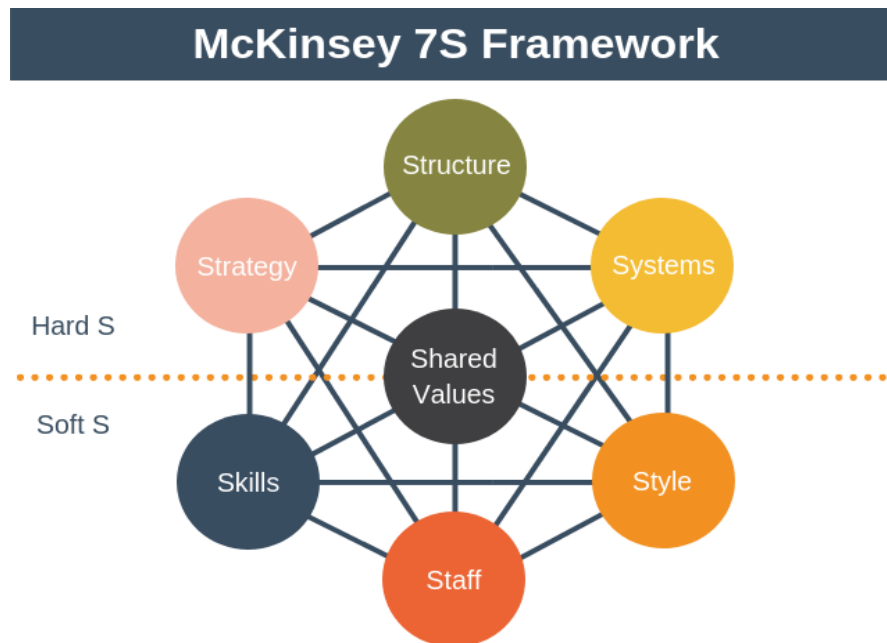 McKinsey 7S Framework
Structure
Strategy
Systems
Hard S
Shared
Values
Soft S
Skills
Style
Staff